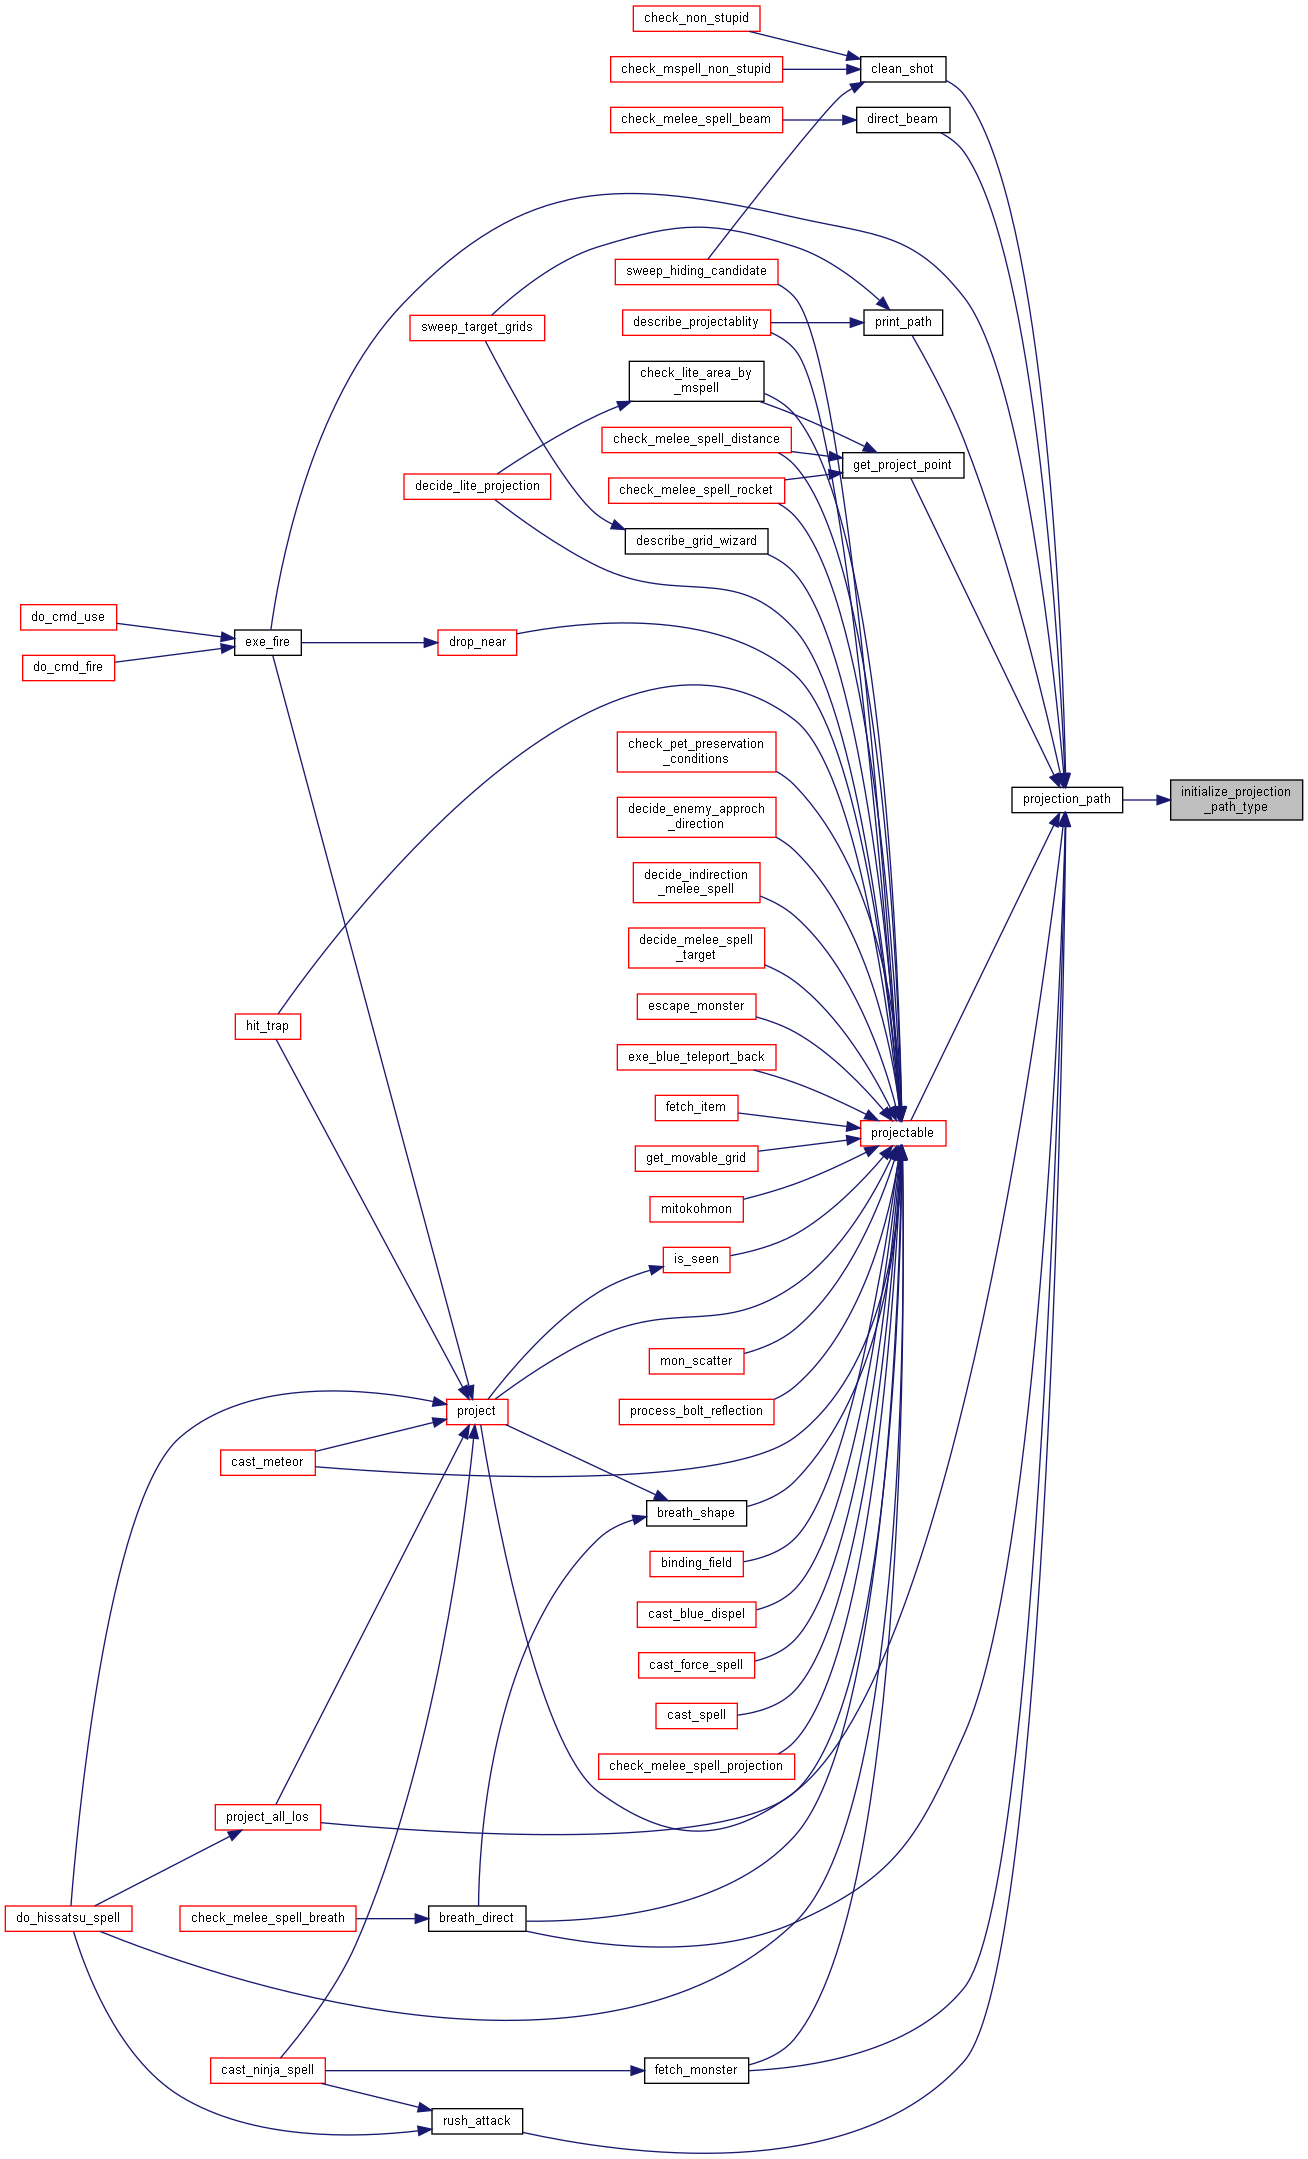 check_non_stupid
clean_shot
check_mspell_non_stupid
check_melee_spell_beam
direct_beam
sweep_hiding_candidate
sweep_target_grids
describe_projectablity
print_path
check_lite_area_by
_mspell
check_melee_spell_distance
get_project_point
decide_lite_projection
check_melee_spell_rocket
describe_grid_wizard
do_cmd_use
exe_fire
drop_near
do_cmd_fire
check_pet_preservation
_conditions
projection_path
initialize_projection
_path_type
decide_enemy_approch
_direction
decide_indirection
_melee_spell
decide_melee_spell
_target
escape_monster
hit_trap
exe_blue_teleport_back
fetch_item
projectable
get_movable_grid
mitokohmon
is_seen
mon_scatter
project
process_bolt_reflection
cast_meteor
breath_shape
binding_field
cast_blue_dispel
cast_force_spell
cast_spell
check_melee_spell_projection
project_all_los
do_hissatsu_spell
check_melee_spell_breath
breath_direct
cast_ninja_spell
fetch_monster
rush_attack